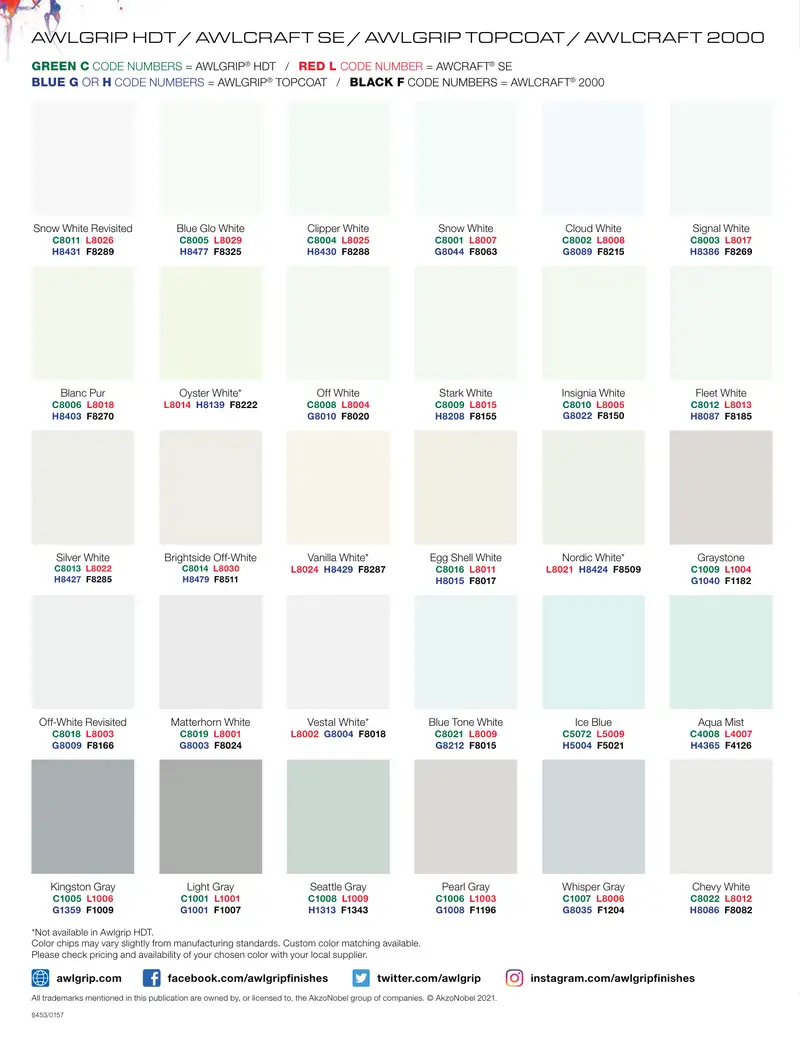 AWLGRIP HDT / AWLCRAFT SE / AWLGRIP TOPCOAT / AWLCRAFT 2000
GREEN C CODE NUMBERS = AWLGRIP® HDT / RED L CODE NUMBER = AWCRAFT® SE
BLUE G OR H CODE NUMBERS = AWLGRIP® TOPCOAT / BLACK F CODE NUMBERS = AWLCRAFT® 2000
Snow White Revisited
C8011 L8026
H8431 F8289
Blue Glo White
C8005 L8029
H8477 F8325
Clipper White
C8004 L8025
H8430 F8288
Snow White
C8001 L8007
G8044 F8063
Cloud White
C8002 L8008
G8089 F8215
Signal White
C8003 L8017
H8386 F8269
Blanc Pur
C8006 L8018
H8403 F8270
Oyster White*
L8014 H8139 F8222
Off White
C8008 L8004
G8010 F8020
Stark White
C8009 L8015
H8208 F8155
Insignia White
C8010 L8005
G8022 F8150
Fleet White
C8012 L8013
H8087 F8185
Silver White
C8013 L8022
H8427 F8285
Brightside Off-White
C8014 L8030
H8479 F8511
Vanilla White*
L8024 H8429 F8287
Egg Shell White
C8016 L8011
H8015 F8017
Nordic White*
L8021 H8424 F8509
Graystone
C1009 L1004
G1040 F1182
Off-White Revisited
C8018 L8003
G8009 F8166
Matterhorn White
C8019 L8001
G8003 F8024
Vestal White*
L8002 G8004 F8018
Blue Tone White
C8021 L8009
G8212 F8015
Ice Blue
C5072 L5009
H5004 F5021
Aqua Mist
C4008 L4007
H4365 F4126
Kingston Gray
C1005 L1006
G1359 F1009
Light Gray
C1001 L1001
G1001 F1007
Seattle Gray
C1008 L1009
H1313 F1343
Pearl Gray
C1006 L1003
G1008 F1196
Whisper Gray
C1007 L8006
G8035 F1204
Chevy White
C8022 L8012
H8086 F8082
*Not available in Awlgrip HDT.
Color chips may vary slightly from manufacturing standards. Custom color matching available.
Please check pricing and availability of your chosen color with your local supplier.
awlgrip.com facebook.com/awlgripfinishes twitter.com/awlgrip instagram.com/awlgripfinishes
All trademarks mentioned in this publication are owned by, or licensed to, the AkzoNobel group of companies. © AkzoNobel 2021.
8453/0157